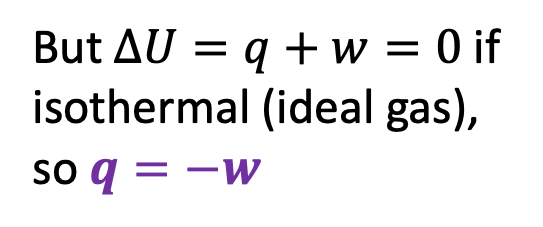 But ΔU = q + w = 0 if
isothermal (ideal gas),
so q = −w